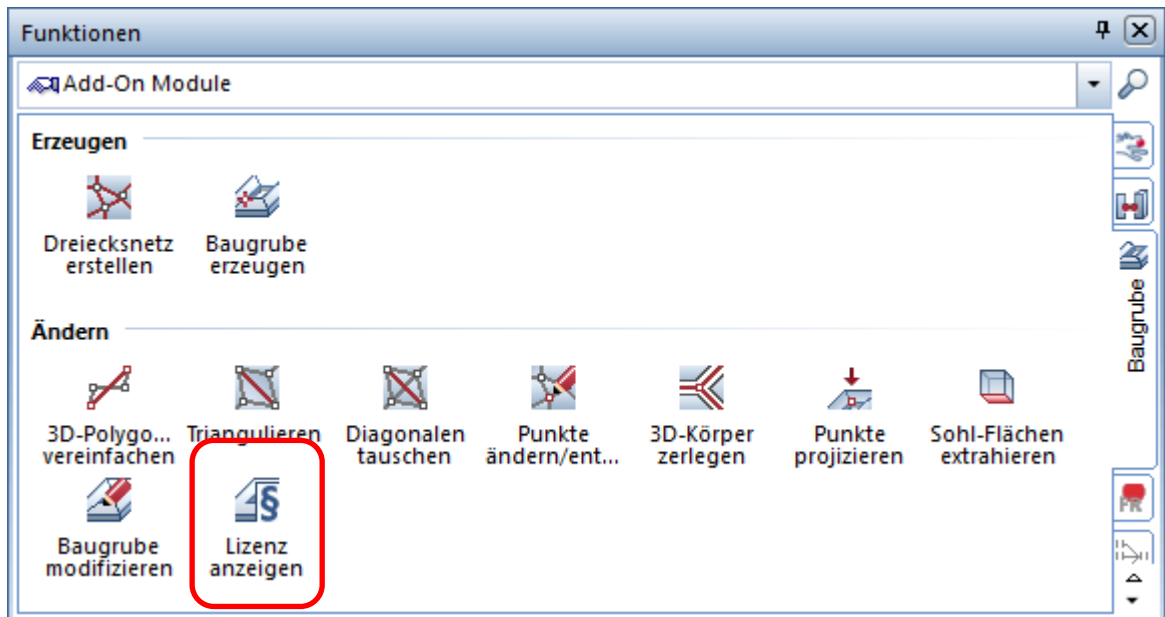 Funktionen
Add-On Module
Erzeugen
Dreiecksnetz
erstellen
Baugrube
erzeugen
Baugrube
Ändern
3D-Polygo...
vereinfachen
Triangulieren
Diagonalen
tauschen
Punkte
ändern/ent...
3D-Körper
zerlegen
Punkte
projizieren
Sohl-Flächen
extrahieren
Baugrube
modifizieren
§
Lizenz
anzeigen
FR